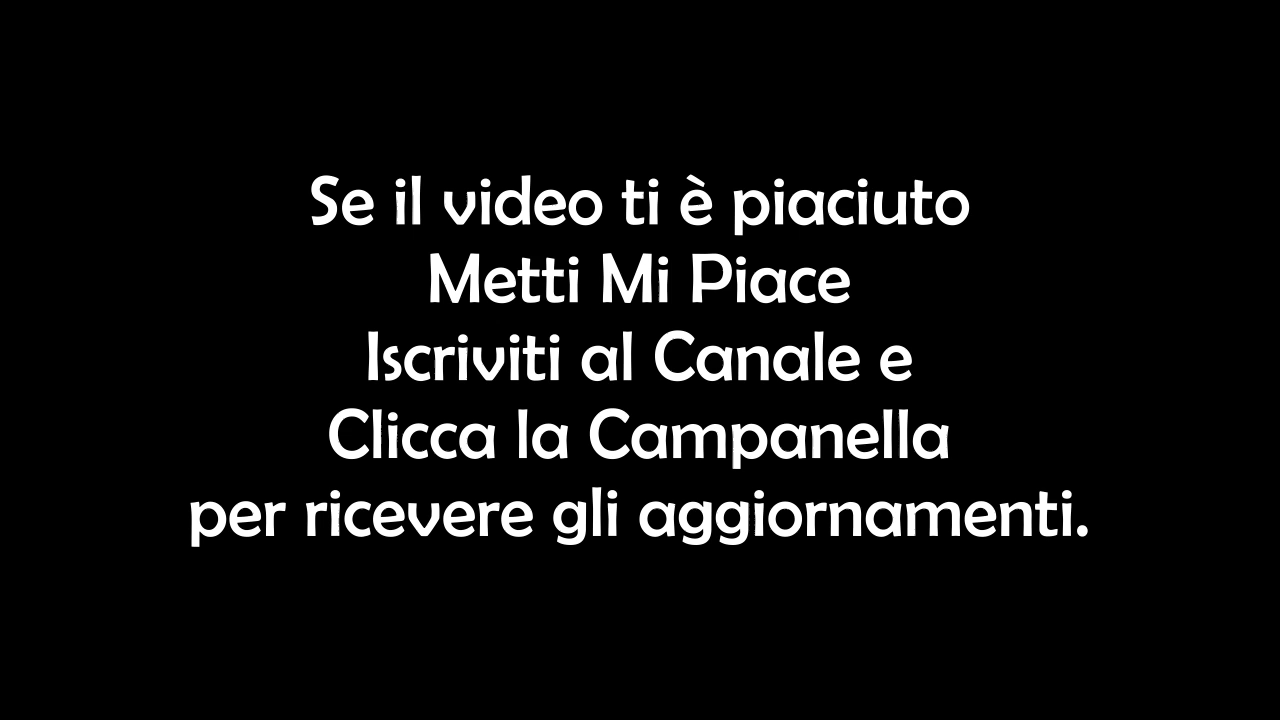 Se il video ti è piaciuto
Metti Mi Piace
Iscriviti al Canale e
Clicca la Campanella
per ricevere gli aggiornamenti.